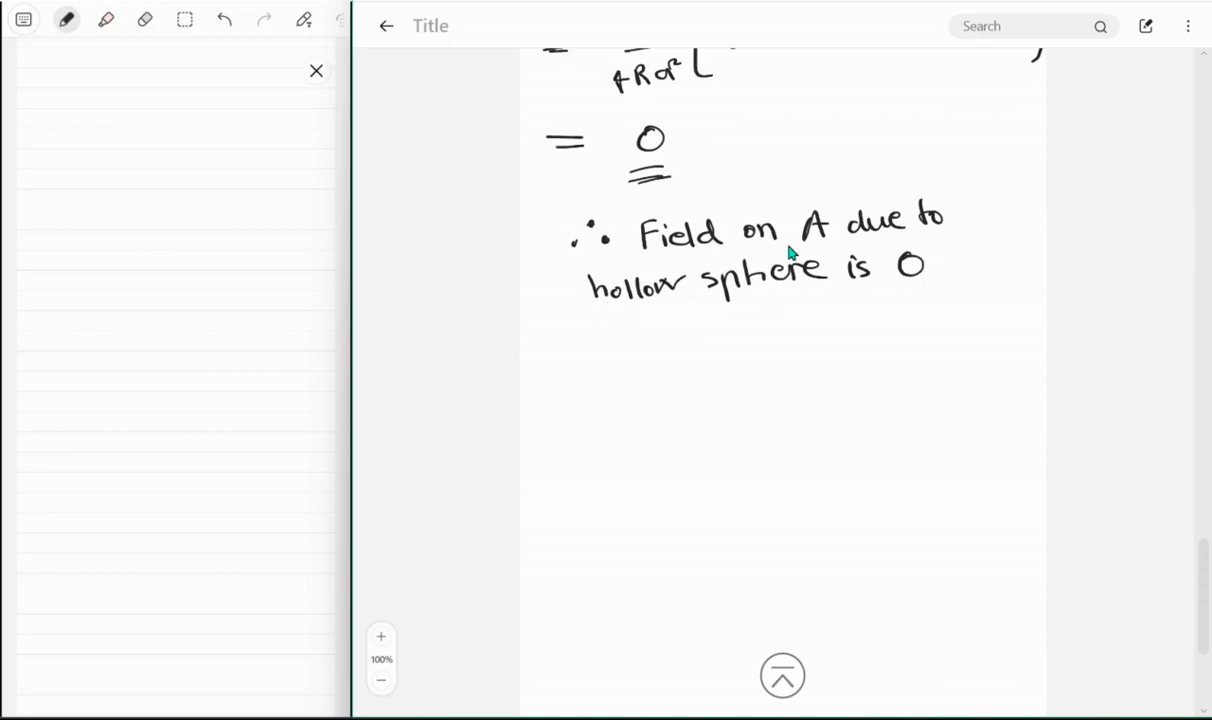 Title
Search
= 0
∴ Field on A due to
hollow sphere is 0
100%